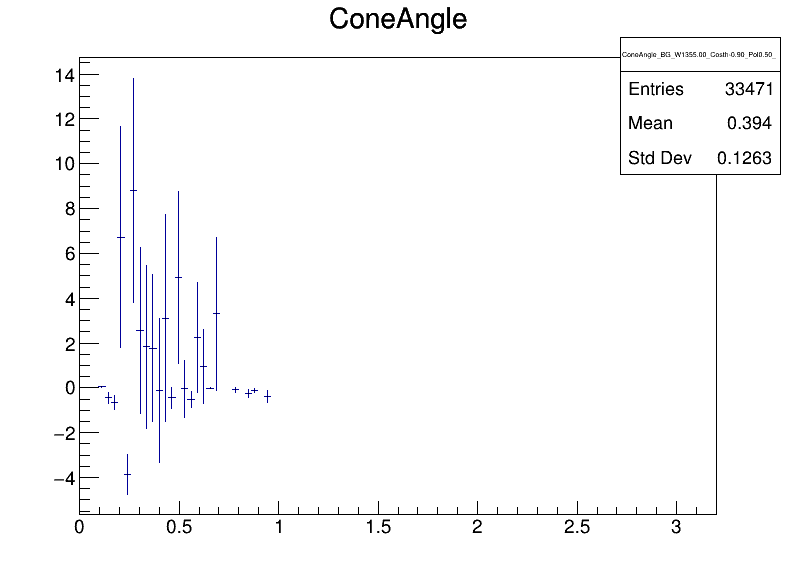 ConeAngle
ConeAngle_BG_W1355.00_Costh-0.90_Pol0.50_
Entries 33471
Mean 0.394
Std Dev 0.1263
14
12
10
8
6
4
2
0
−2
−4
0 0.5 1 1.5 2 2.5 3